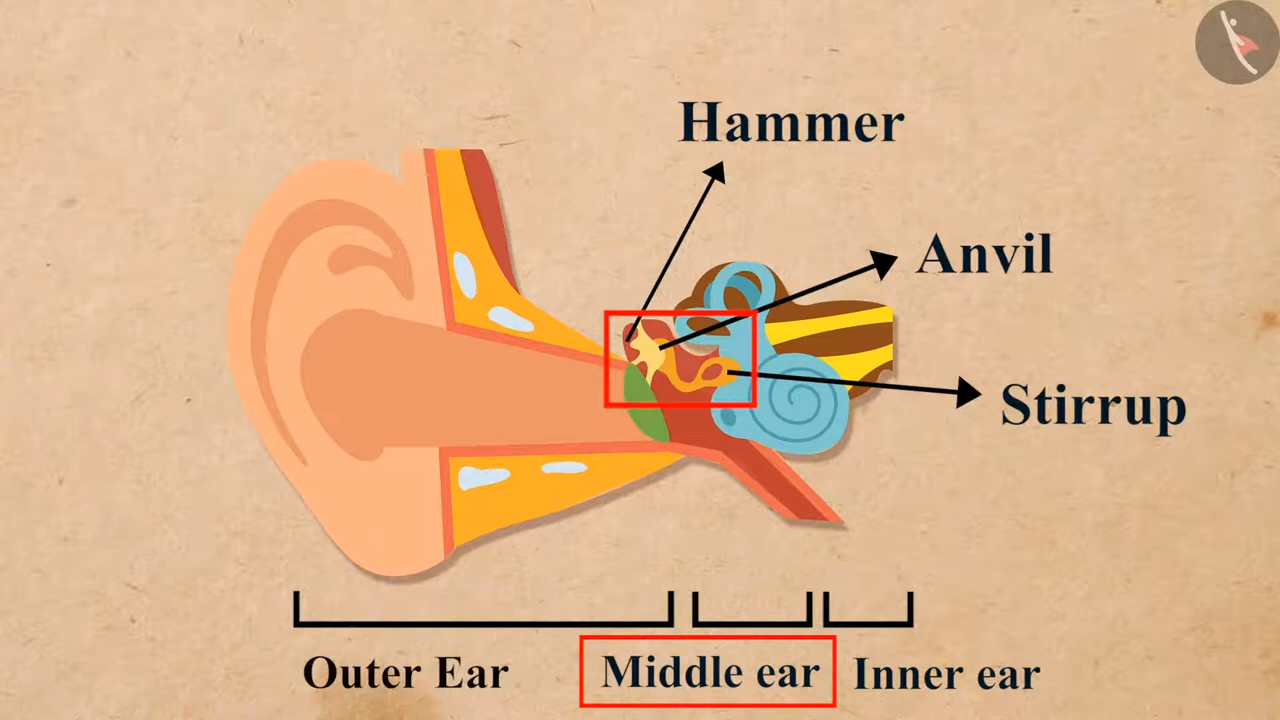 Hammer
Anvil
Stirrup
Outer Ear
Middle ear
Inner ear